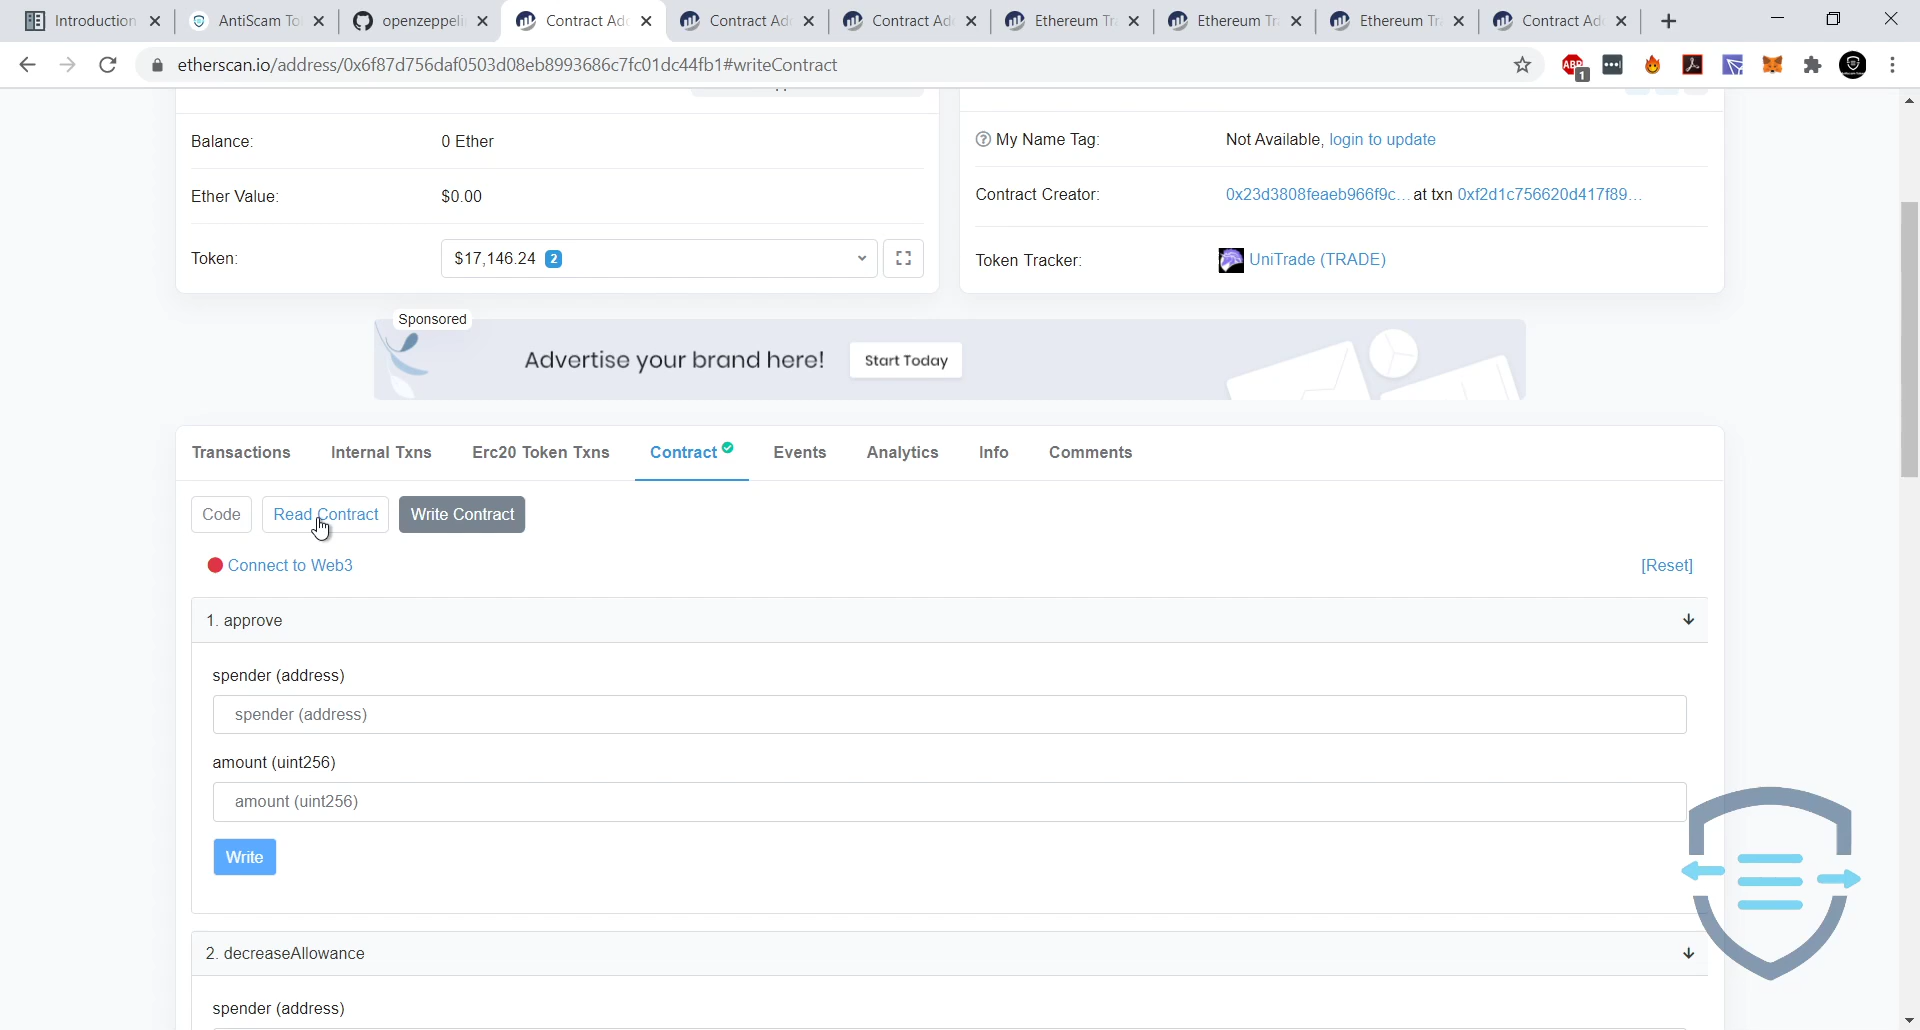 Introduction
AntiScam To
openzeppeli
Contract Ad
Contract Ad
Contract Ad
Ethereum Tr
Ethereum Tr
Ethereum Tr
Contract Ad
etherscan.io/address/0x6f87d756daf0503d08eb8993686c7fc01dc44fb1#writeContract
ABP
1
Balance:
0 Ether
My Name Tag:
Not Available, login to update
Ether Value:
$0.00
Contract Creator:
0x23d3808feaeb966f9c... at txn 0xf2d1c756620d417f89...
Token:
$17,146.24 2
Token Tracker:
UniTrade (TRADE)
Sponsored
Advertise your brand here!
Start Today
Transactions
Internal Txns
Erc20 Token Txns
Contract
Events
Analytics
Info
Comments
Code
Read Contract
Write Contract
Connect to Web3
[Reset]
1. approve
spender (address)
spender (address)
amount (uint256)
amount (uint256)
Write
2. decreaseAllowance
spender (address)